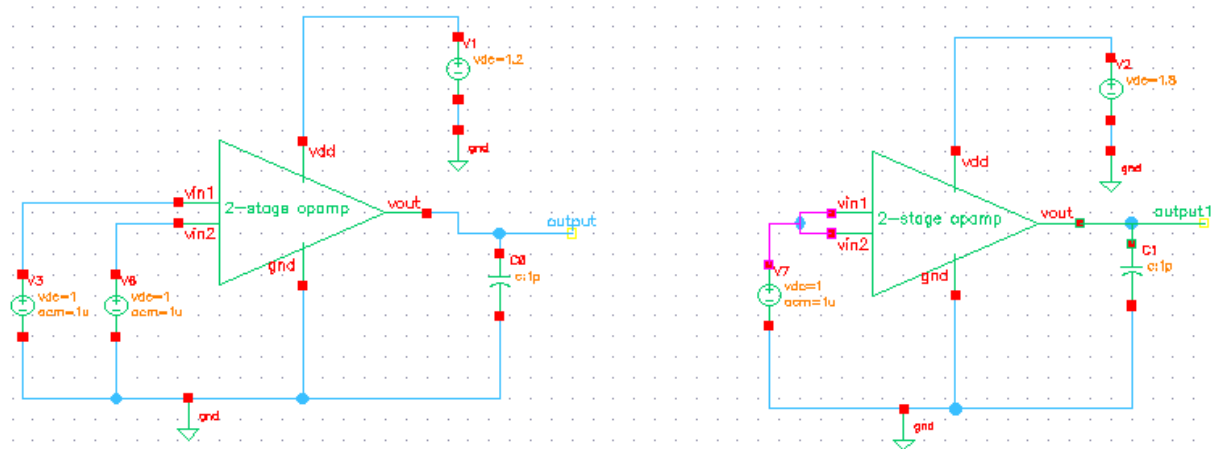 V1
vdc=1.2
gnd
vdd
vin1
2-stage opamp
vout
vin2
output
gnd
C0
c:1p
V3
vdc=1
acm=1u
V6
vdc=1
acm=1u
gnd
V2
vdc=1.8
gnd
vdd
vin1
2-stage opamp
vout
output1
vin2
gnd
C1
c:1p
V7
vdc=1
acm=1u
gnd